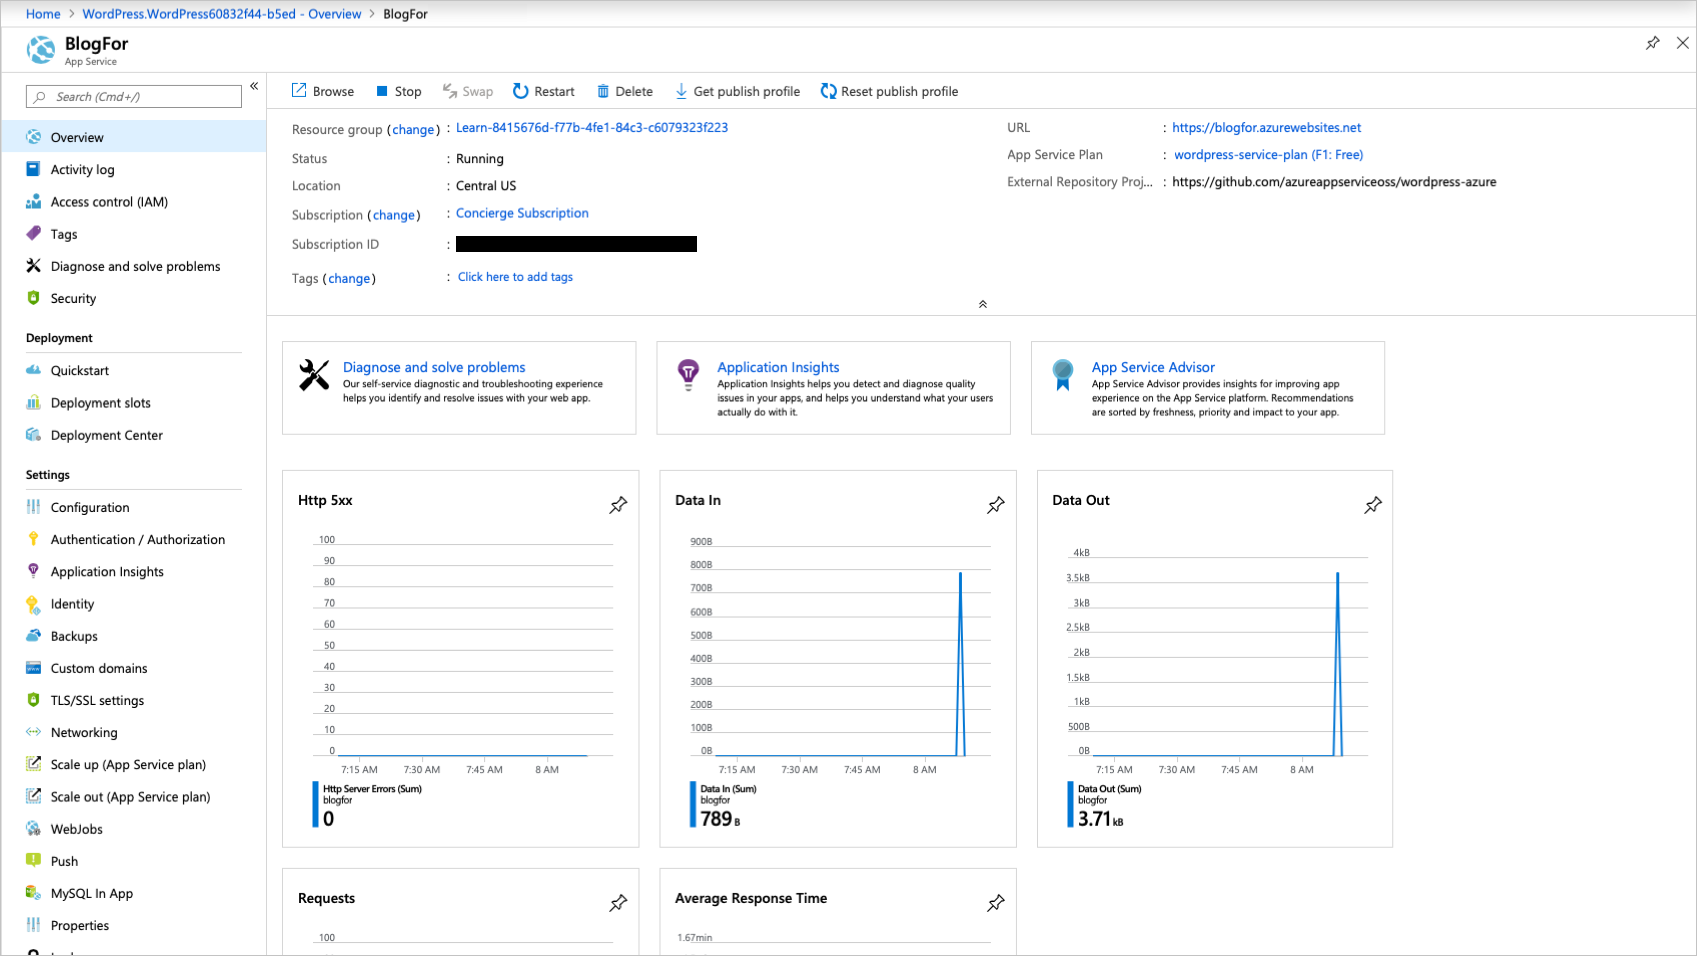 Home > WordPress.WordPress60832f44-b5ed - Overview > BlogFor
BlogFor
App Service
Search (Cmd+/)
«
Overview
Activity log
Access control (IAM)
Tags
Diagnose and solve problems
Security
Deployment
Quickstart
Deployment slots
Deployment Center
Settings
Configuration
Authentication / Authorization
Application Insights
Identity
Backups
Custom domains
TLS/SSL settings
Networking
Scale up (App Service plan)
Scale out (App Service plan)
WebJobs
Push
MySQL In App
Properties
Browse Stop Swap Restart Delete Get publish profile Reset publish profile
Resource group (change) : Learn-8415676d-f77b-4fe1-84c3-c6079323f223
Status : Running
Location : Central US
Subscription (change) : Concierge Subscription
Subscription ID :
Tags (change) : Click here to add tags
URL : https://blogfor.azurewebsites.net
App Service Plan : wordpress-service-plan (F1: Free)
External Repository Proj... : https://github.com/azureappserviceoss/wordpress-azure
Diagnose and solve problems
Our self-service diagnostic and troubleshooting experience
helps you identify and resolve issues with your web app.
Application Insights
Application Insights helps you detect and diagnose quality
issues in your apps, and helps you understand what your users
actually do with it.
App Service Advisor
App Service Advisor provides insights for improving app
experience on the App Service platform. Recommendations
are sorted by freshness, priority and impact to your app.
Http 5xx
100
90
80
70
60
50
40
30
20
10
0
7:15 AM 7:30 AM 7:45 AM 8 AM
Http Server Errors (Sum)
blogfor
0
Data In
900B
800B
700B
600B
500B
400B
300B
200B
100B
0B
7:15 AM 7:30 AM 7:45 AM 8 AM
Data In (Sum)
blogfor
789 B
Data Out
4kB
3.5kB
3kB
2.5kB
2kB
1.5kB
1kB
500B
0B
7:15 AM 7:30 AM 7:45 AM 8 AM
Data Out (Sum)
blogfor
3.71 kB
Requests
100
Average Response Time
1.67min